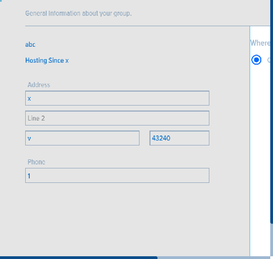 General information about your group.
abc
Where
Hosting Since x
Address
x
Line 2
v
43240
Phone
1